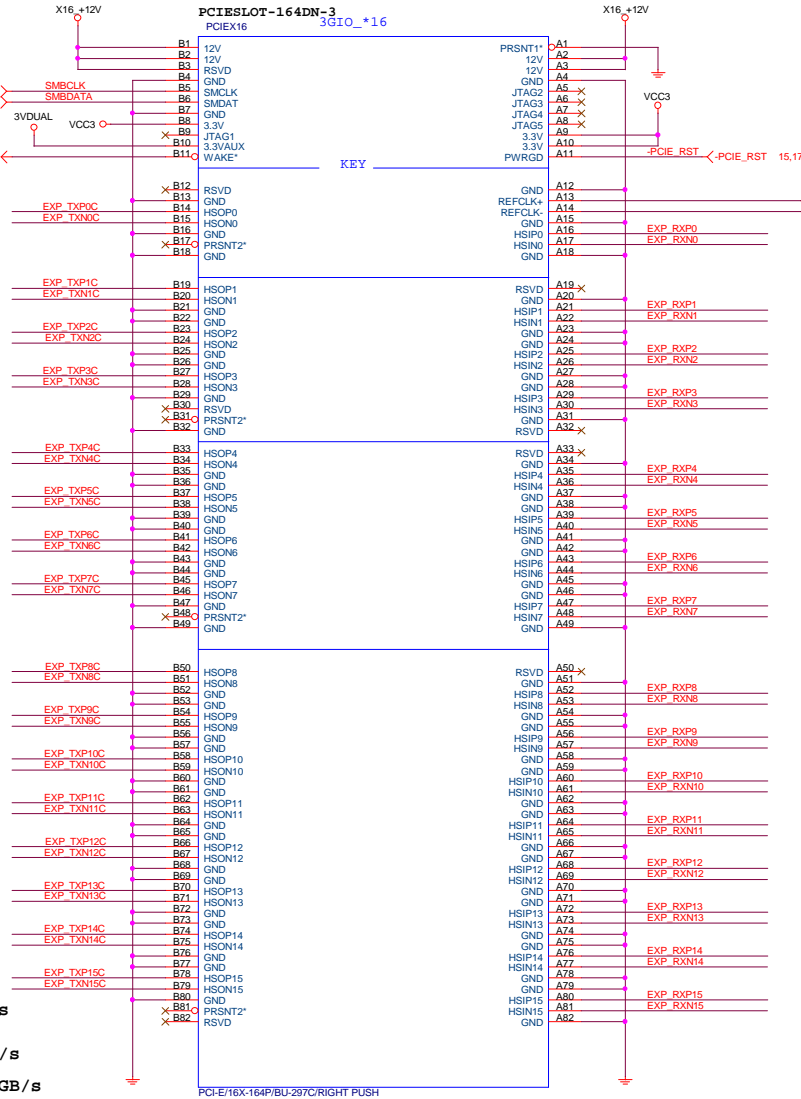 X16_+12V
PCIESLOT-164DN-3
X16_+12V
PCIEX16
3GIO_*16
B1 12V PRSNT1* A1
B2 12V 12V A2
B3 RSVD 12V A3
B4 GND GND A4
SMBCLK B5 SMCLK JTAG2 A5
SMBDATA B6 SMDAT JTAG3 A6
B7 GND JTAG4 A7
3VDUAL VCC3 B8 3.3V JTAG5 A8 VCC3
B9 JTAG1 3.3V A9
B10 3.3VAUX 3.3V A10
B11 WAKE* PWRGD A11 -PCIE_RST -PCIE_RST 15,17
KEY
B12 RSVD GND A12
B13 GND REFCLK+ A13
EXP_TXP0C B14 HSOP0 REFCLK- A14
EXP_TXN0C B15 HSON0 GND A15
B16 GND HSIP0 A16 EXP_RXP0
B17 PRSNT2* HSIN0 A17 EXP_RXN0
B18 GND GND A18
EXP_TXP1C B19 HSOP1 RSVD A19
EXP_TXN1C B20 HSON1 GND A20
B21 GND HSIP1 A21 EXP_RXP1
B22 GND HSIN1 A22 EXP_RXN1
EXP_TXP2C B23 HSOP2 GND A23
EXP_TXN2C B24 HSON2 GND A24
B25 GND HSIP2 A25 EXP_RXP2
B26 GND HSIN2 A26 EXP_RXN2
EXP_TXP3C B27 HSOP3 GND A27
EXP_TXN3C B28 HSON3 GND A28
B29 GND HSIP3 A29 EXP_RXP3
B30 RSVD HSIN3 A30 EXP_RXN3
B31 PRSNT2* GND A31
B32 GND RSVD A32
EXP_TXP4C B33 HSOP4 RSVD A33
EXP_TXN4C B34 HSON4 GND A34
B35 GND HSIP4 A35 EXP_RXP4
B36 GND HSIN4 A36 EXP_RXN4
EXP_TXP5C B37 HSOP5 GND A37
EXP_TXN5C B38 HSON5 GND A38
B39 GND HSIP5 A39 EXP_RXP5
B40 GND HSIN5 A40 EXP_RXN5
EXP_TXP6C B41 HSOP6 GND A41
EXP_TXN6C B42 HSON6 GND A42
B43 GND HSIP6 A43 EXP_RXP6
B44 GND HSIN6 A44 EXP_RXN6
EXP_TXP7C B45 HSOP7 GND A45
EXP_TXN7C B46 HSON7 GND A46
B47 GND HSIP7 A47 EXP_RXP7
B48 PRSNT2* HSIN7 A48 EXP_RXN7
B49 GND GND A49
EXP_TXP8C B50 HSOP8 RSVD A50
EXP_TXN8C B51 HSON8 GND A51
B52 GND HSIP8 A52 EXP_RXP8
B53 GND HSIN8 A53 EXP_RXN8
EXP_TXP9C B54 HSOP9 GND A54
EXP_TXN9C B55 HSON9 GND A55
B56 GND HSIP9 A56 EXP_RXP9
B57 GND HSIN9 A57 EXP_RXN9
EXP_TXP10C B58 HSOP10 GND A58
EXP_TXN10C B59 HSON10 GND A59
B60 GND HSIP10 A60 EXP_RXP10
B61 GND HSIN10 A61 EXP_RXN10
EXP_TXP11C B62 HSOP11 GND A62
EXP_TXN11C B63 HSON11 GND A63
B64 GND HSIP11 A64 EXP_RXP11
B65 GND HSIN11 A65 EXP_RXN11
EXP_TXP12C B66 HSOP12 GND A66
EXP_TXN12C B67 HSON12 GND A67
B68 GND HSIP12 A68 EXP_RXP12
B69 GND HSIN12 A69 EXP_RXN12
EXP_TXP13C B70 HSOP13 GND A70
EXP_TXN13C B71 HSON13 GND A71
B72 GND HSIP13 A72 EXP_RXP13
B73 GND HSIN13 A73 EXP_RXN13
EXP_TXP14C B74 HSOP14 GND A74
EXP_TXN14C B75 HSON14 GND A75
B76 GND HSIP14 A76 EXP_RXP14
B77 GND HSIN14 A77 EXP_RXN14
EXP_TXP15C B78 HSOP15 GND A78
EXP_TXN15C B79 HSON15 GND A79
B80 GND HSIP15 A80 EXP_RXP15
B81 PRSNT2* HSIN15 A81 EXP_RXN15
B82 RSVD GND A82
s
/s
GB/s
PCI-E/16X-164P/BU-297C/RIGHT PUSH